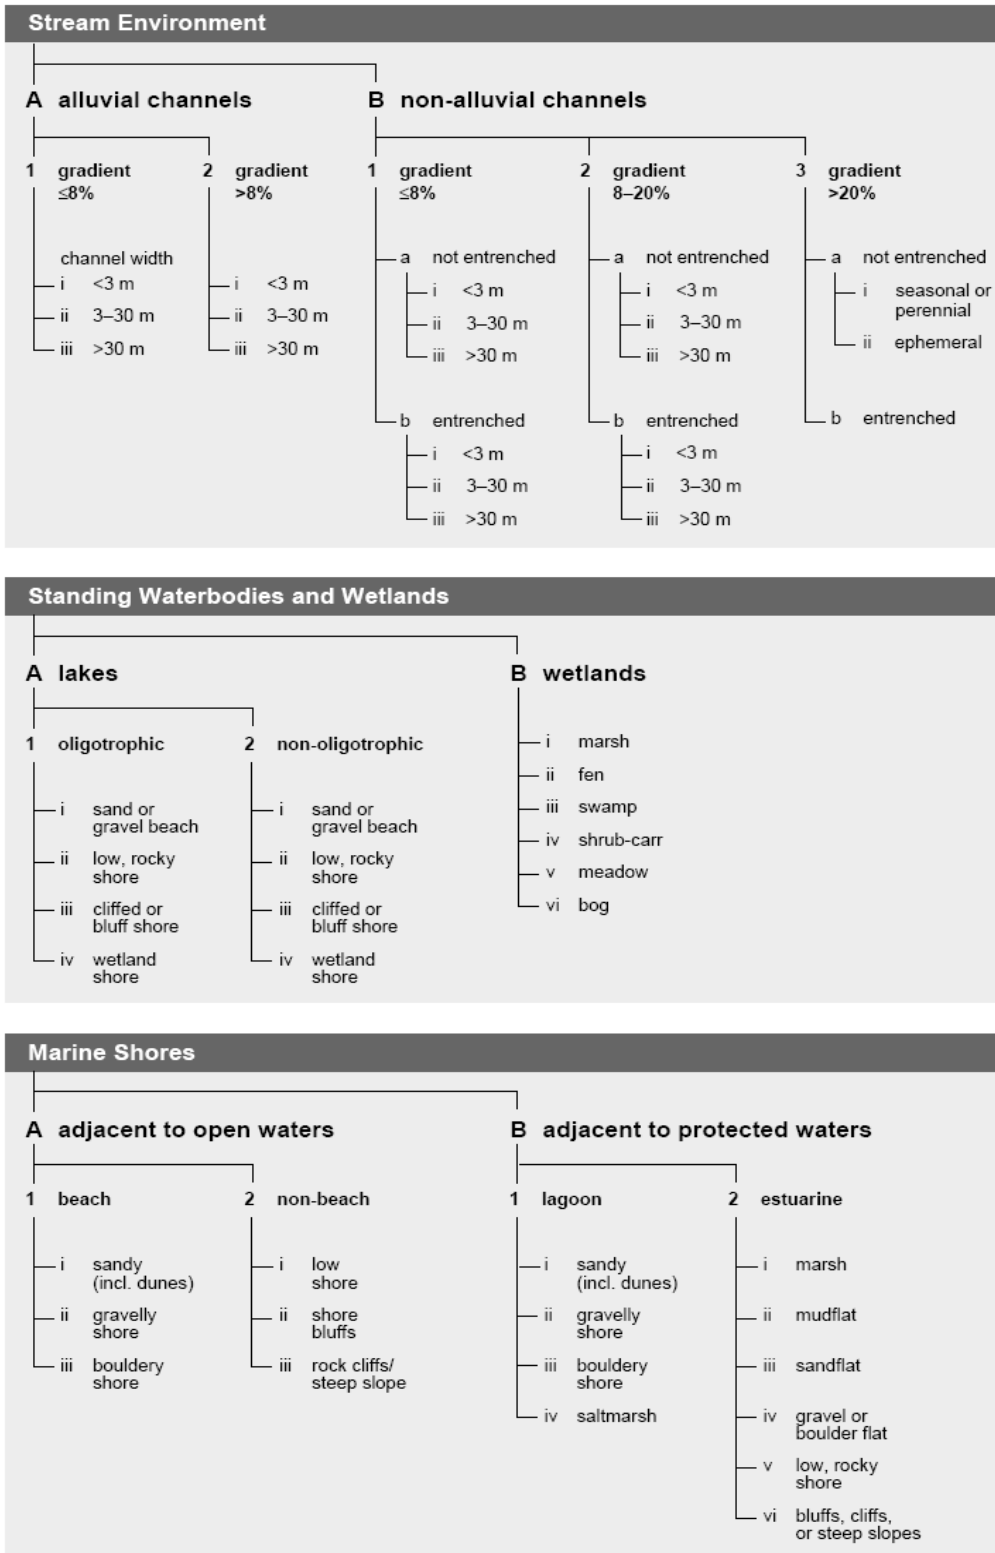 Stream Environment
A alluvial channels
B non-alluvial channels
1 gradient
≤8%
2 gradient
>8%
1 gradient
≤8%
2 gradient
8–20%
3 gradient
>20%
channel width
i <3 m
ii 3–30 m
iii >30 m
i <3 m
ii 3–30 m
iii >30 m
a not entrenched
i <3 m
ii 3–30 m
iii >30 m
b entrenched
i <3 m
ii 3–30 m
iii >30 m
a not entrenched
i <3 m
ii 3–30 m
iii >30 m
b entrenched
i <3 m
ii 3–30 m
iii >30 m
a not entrenched
i seasonal or
perennial
ii ephemeral
b entrenched
Standing Waterbodies and Wetlands
A lakes
B wetlands
1 oligotrophic
i sand or
gravel beach
ii low, rocky
shore
iii cliffed or
bluff shore
iv wetland
shore
2 non-oligotrophic
i sand or
gravel beach
ii low, rocky
shore
iii cliffed or
bluff shore
iv wetland
shore
i marsh
ii fen
iii swamp
iv shrub-carr
v meadow
vi bog
Marine Shores
A adjacent to open waters
B adjacent to protected waters
1 beach
i sandy
(incl. dunes)
ii gravelly
shore
iii bouldery
shore
2 non-beach
i low
shore
ii shore
bluffs
iii rock cliffs/
steep slope
1 lagoon
i sandy
(incl. dunes)
ii gravelly
shore
iii bouldery
shore
iv saltmarsh
2 estuarine
i marsh
ii mudflat
iii sandflat
iv gravel or
boulder flat
v low, rocky
shore
vi bluffs, cliffs,
or steep slopes